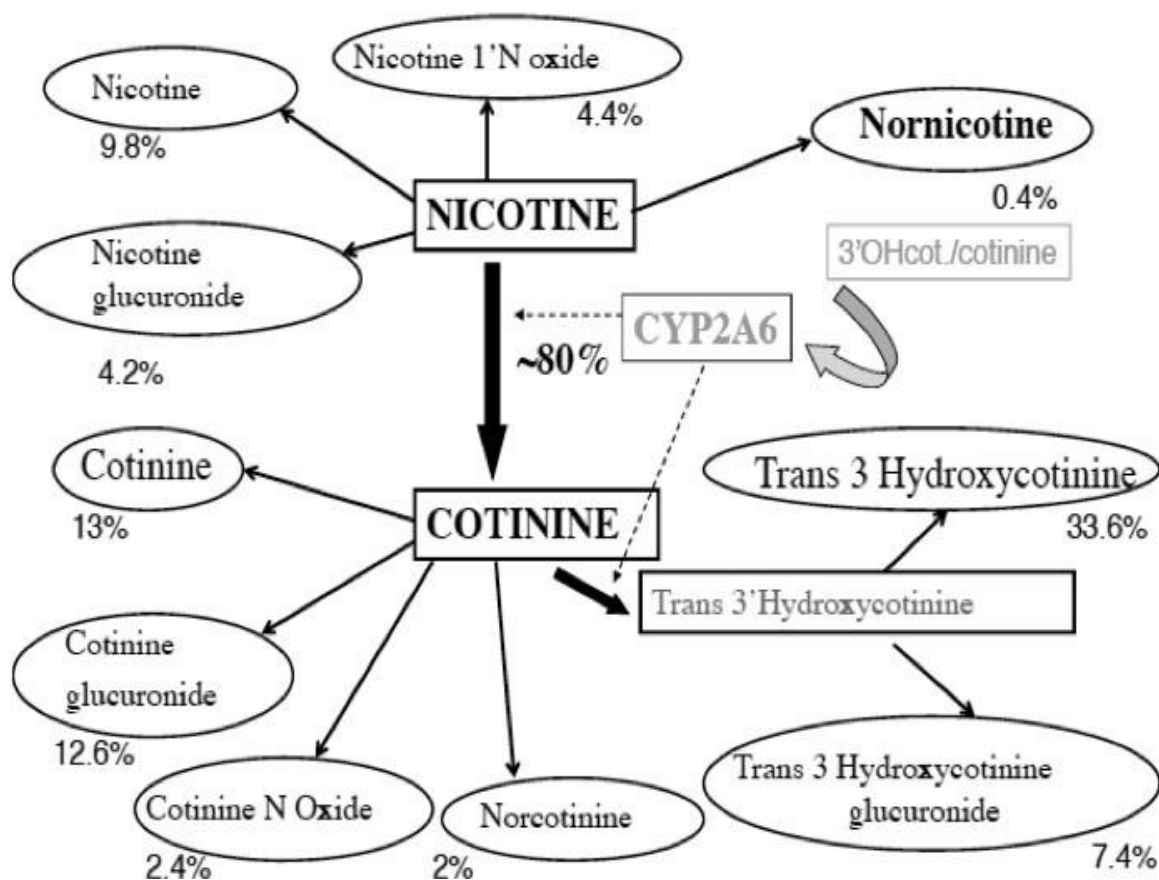 Nicotine 1'N oxide
4.4%
Nicotine
9.8%
Nornicotine
0.4%
NICOTINE
3'OHcot./cotinine
Nicotine
glucuronide
4.2%
CYP2A6
~80%
Cotinine
13%
Trans 3 Hydroxycotinine
33.6%
COTININE
Trans 3'Hydroxycotinine
Cotinine
glucuronide
12.6%
Cotinine N Oxide
2.4%
Norcotinine
2%
Trans 3 Hydroxycotinine
glucuronide
7.4%